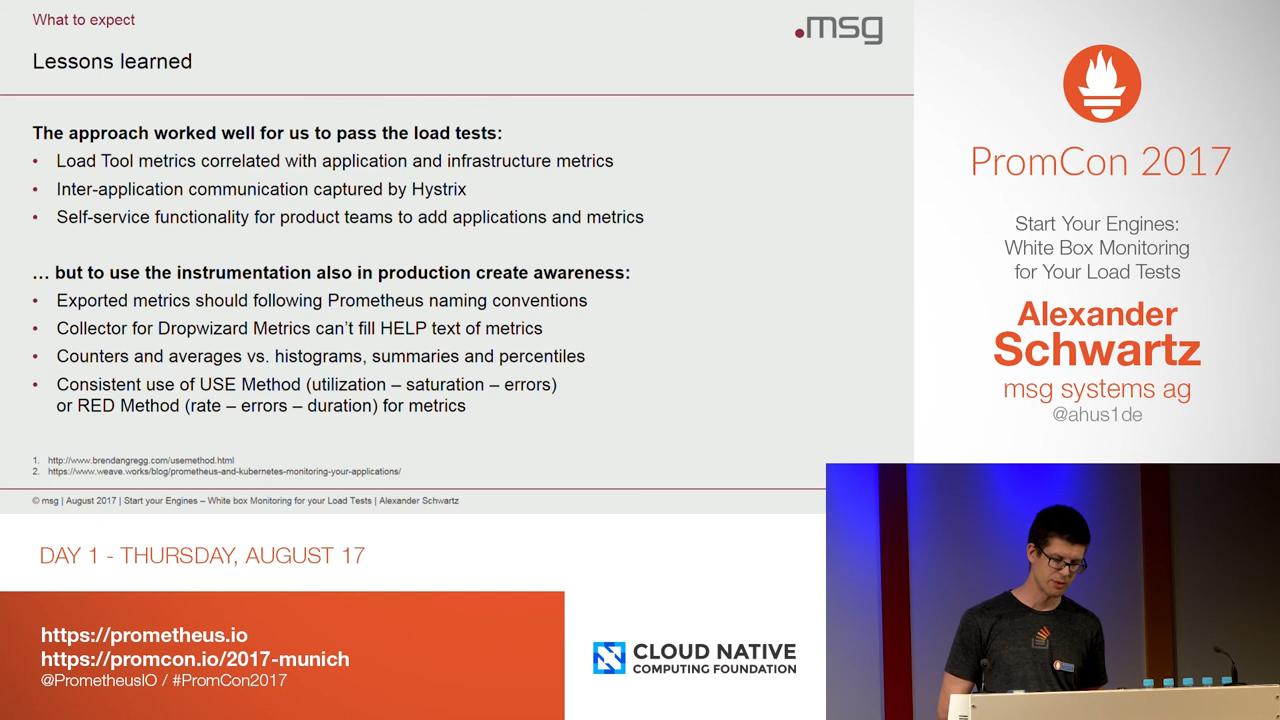 What to expect
.msg
Lessons learned
The approach worked well for us to pass the load tests:
• Load Tool metrics correlated with application and infrastructure metrics
• Inter-application communication captured by Hystrix
• Self-service functionality for product teams to add applications and metrics
… but to use the instrumentation also in production create awareness:
• Exported metrics should following Prometheus naming conventions
• Collector for Dropwizard Metrics can't fill HELP text of metrics
• Counters and averages vs. histograms, summaries and percentiles
• Consistent use of USE Method (utilization – saturation – errors)
or RED Method (rate – errors – duration) for metrics
1. http://www.brendangregg.com/usemethod.html
2. https://www.weave.works/blog/prometheus-and-kubernetes-monitoring-your-applications/
© msg | August 2017 | Start your Engines – White box Monitoring for your Load Tests | Alexander Schwartz
PromCon 2017
Start Your Engines:
White Box Monitoring
for Your Load Tests
Alexander
Schwartz
msg systems ag
@ahus1de
DAY 1 - THURSDAY, AUGUST 17
https://prometheus.io
https://promcon.io/2017-munich
@PrometheusIO / #PromCon2017
CLOUD NATIVE
COMPUTING FOUNDATION